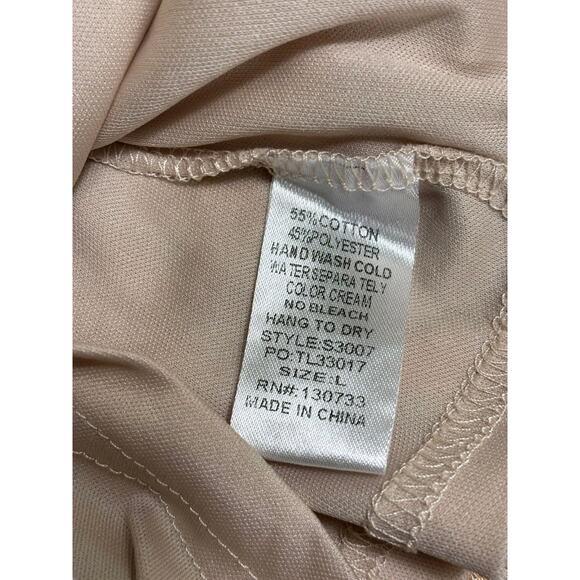 55%COTTON
45%POLYESTER
HAND WASH COLD
WATER SEPARA TELY
COLOR CREAM
NO BLEACH
HANG TO DRY
STYLE:S3007
PO:TL33017
SIZE:L
RN#:130733
MADE IN CHINA